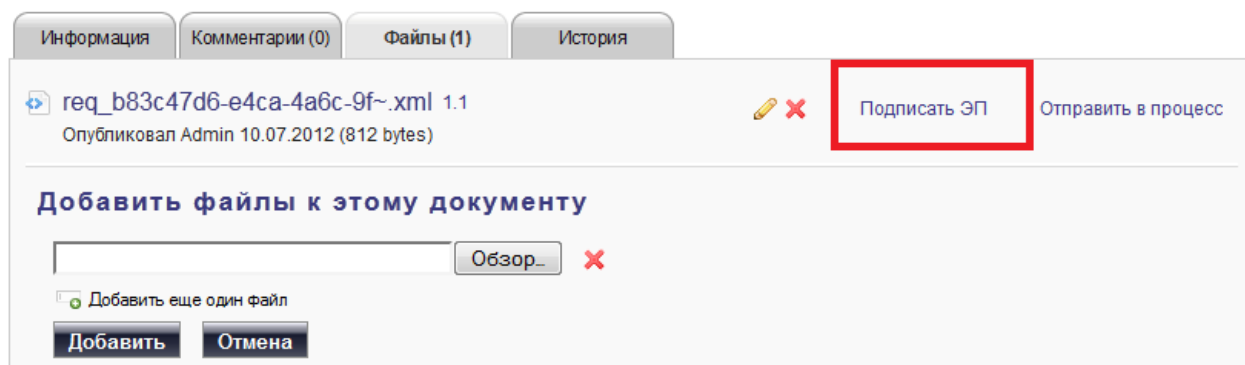 Информация Комментарии (0) Файлы (1) История
req_b83c47d6-e4ca-4a6c-9f~.xml 1.1 Подписать ЭП Отправить в процесс
Опубликовал Admin 10.07.2012 (812 bytes)
Добавить файлы к этому документу
Обзор...
Добавить еще один файл
Добавить Отмена